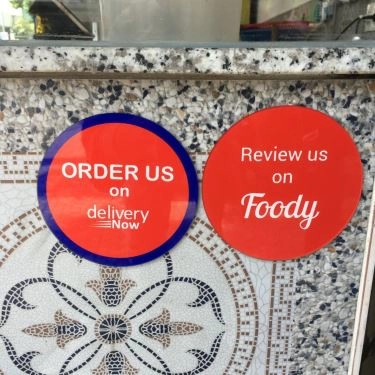 ORDER US
on
delivery
Now
Review us
on
Foody